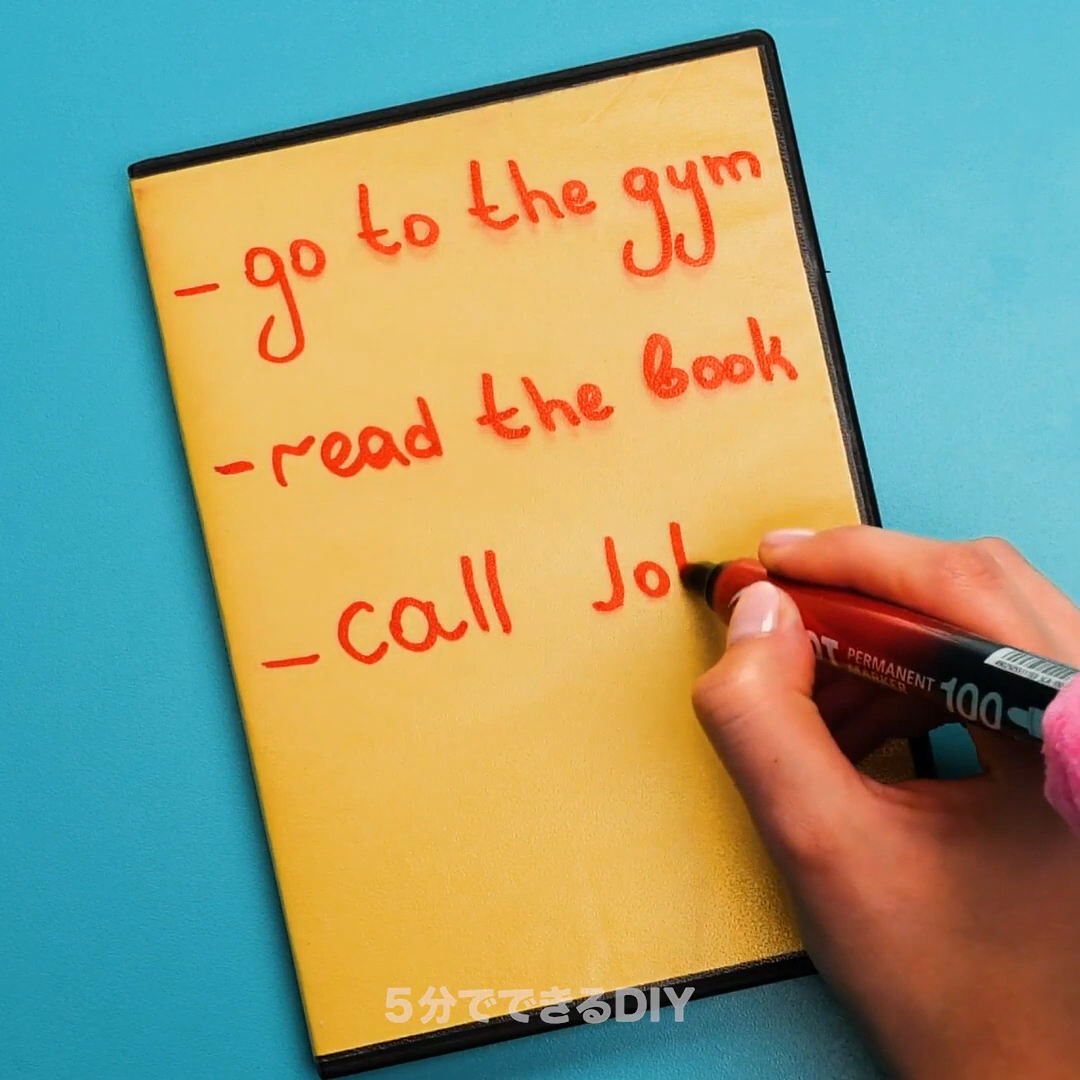 - go to the gym
- read the book
- call Jo
PERMANENT
MARKER
100
5分でできるDIY